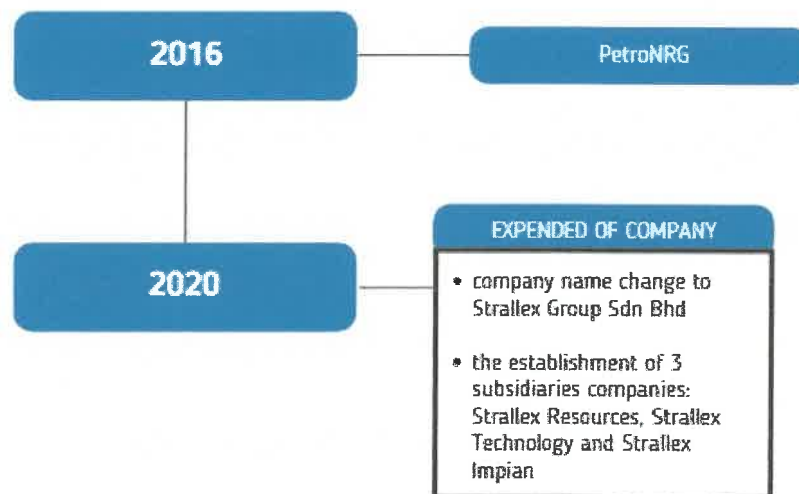 2016
PetroNRG
2020
EXPENDED OF COMPANY
• company name change to
Strallex Group Sdn Bhd
• the establishment of 3
subsidiaries companies:
Strallex Resources, Strallex
Technology and Strallex
Impian